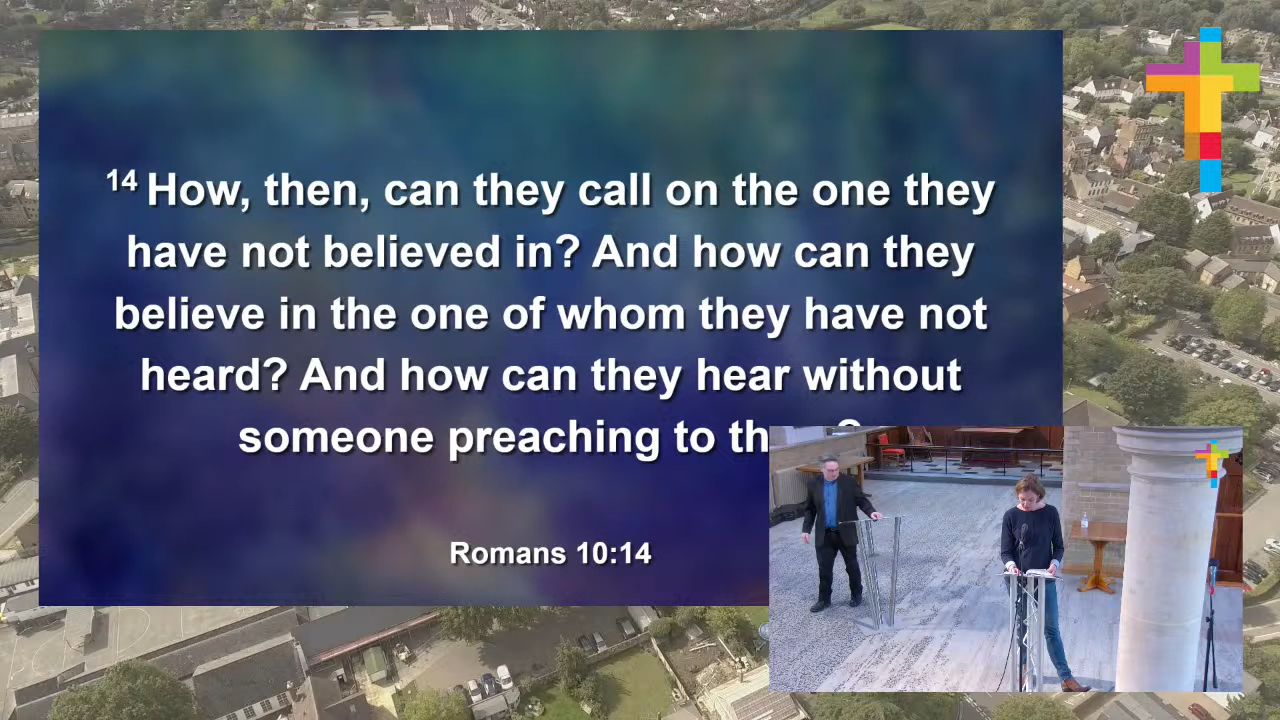 14 How, then, can they call on the one they
have not believed in? And how can they
believe in the one of whom they have not
heard? And how can they hear without
someone preaching to
Romans 10:14